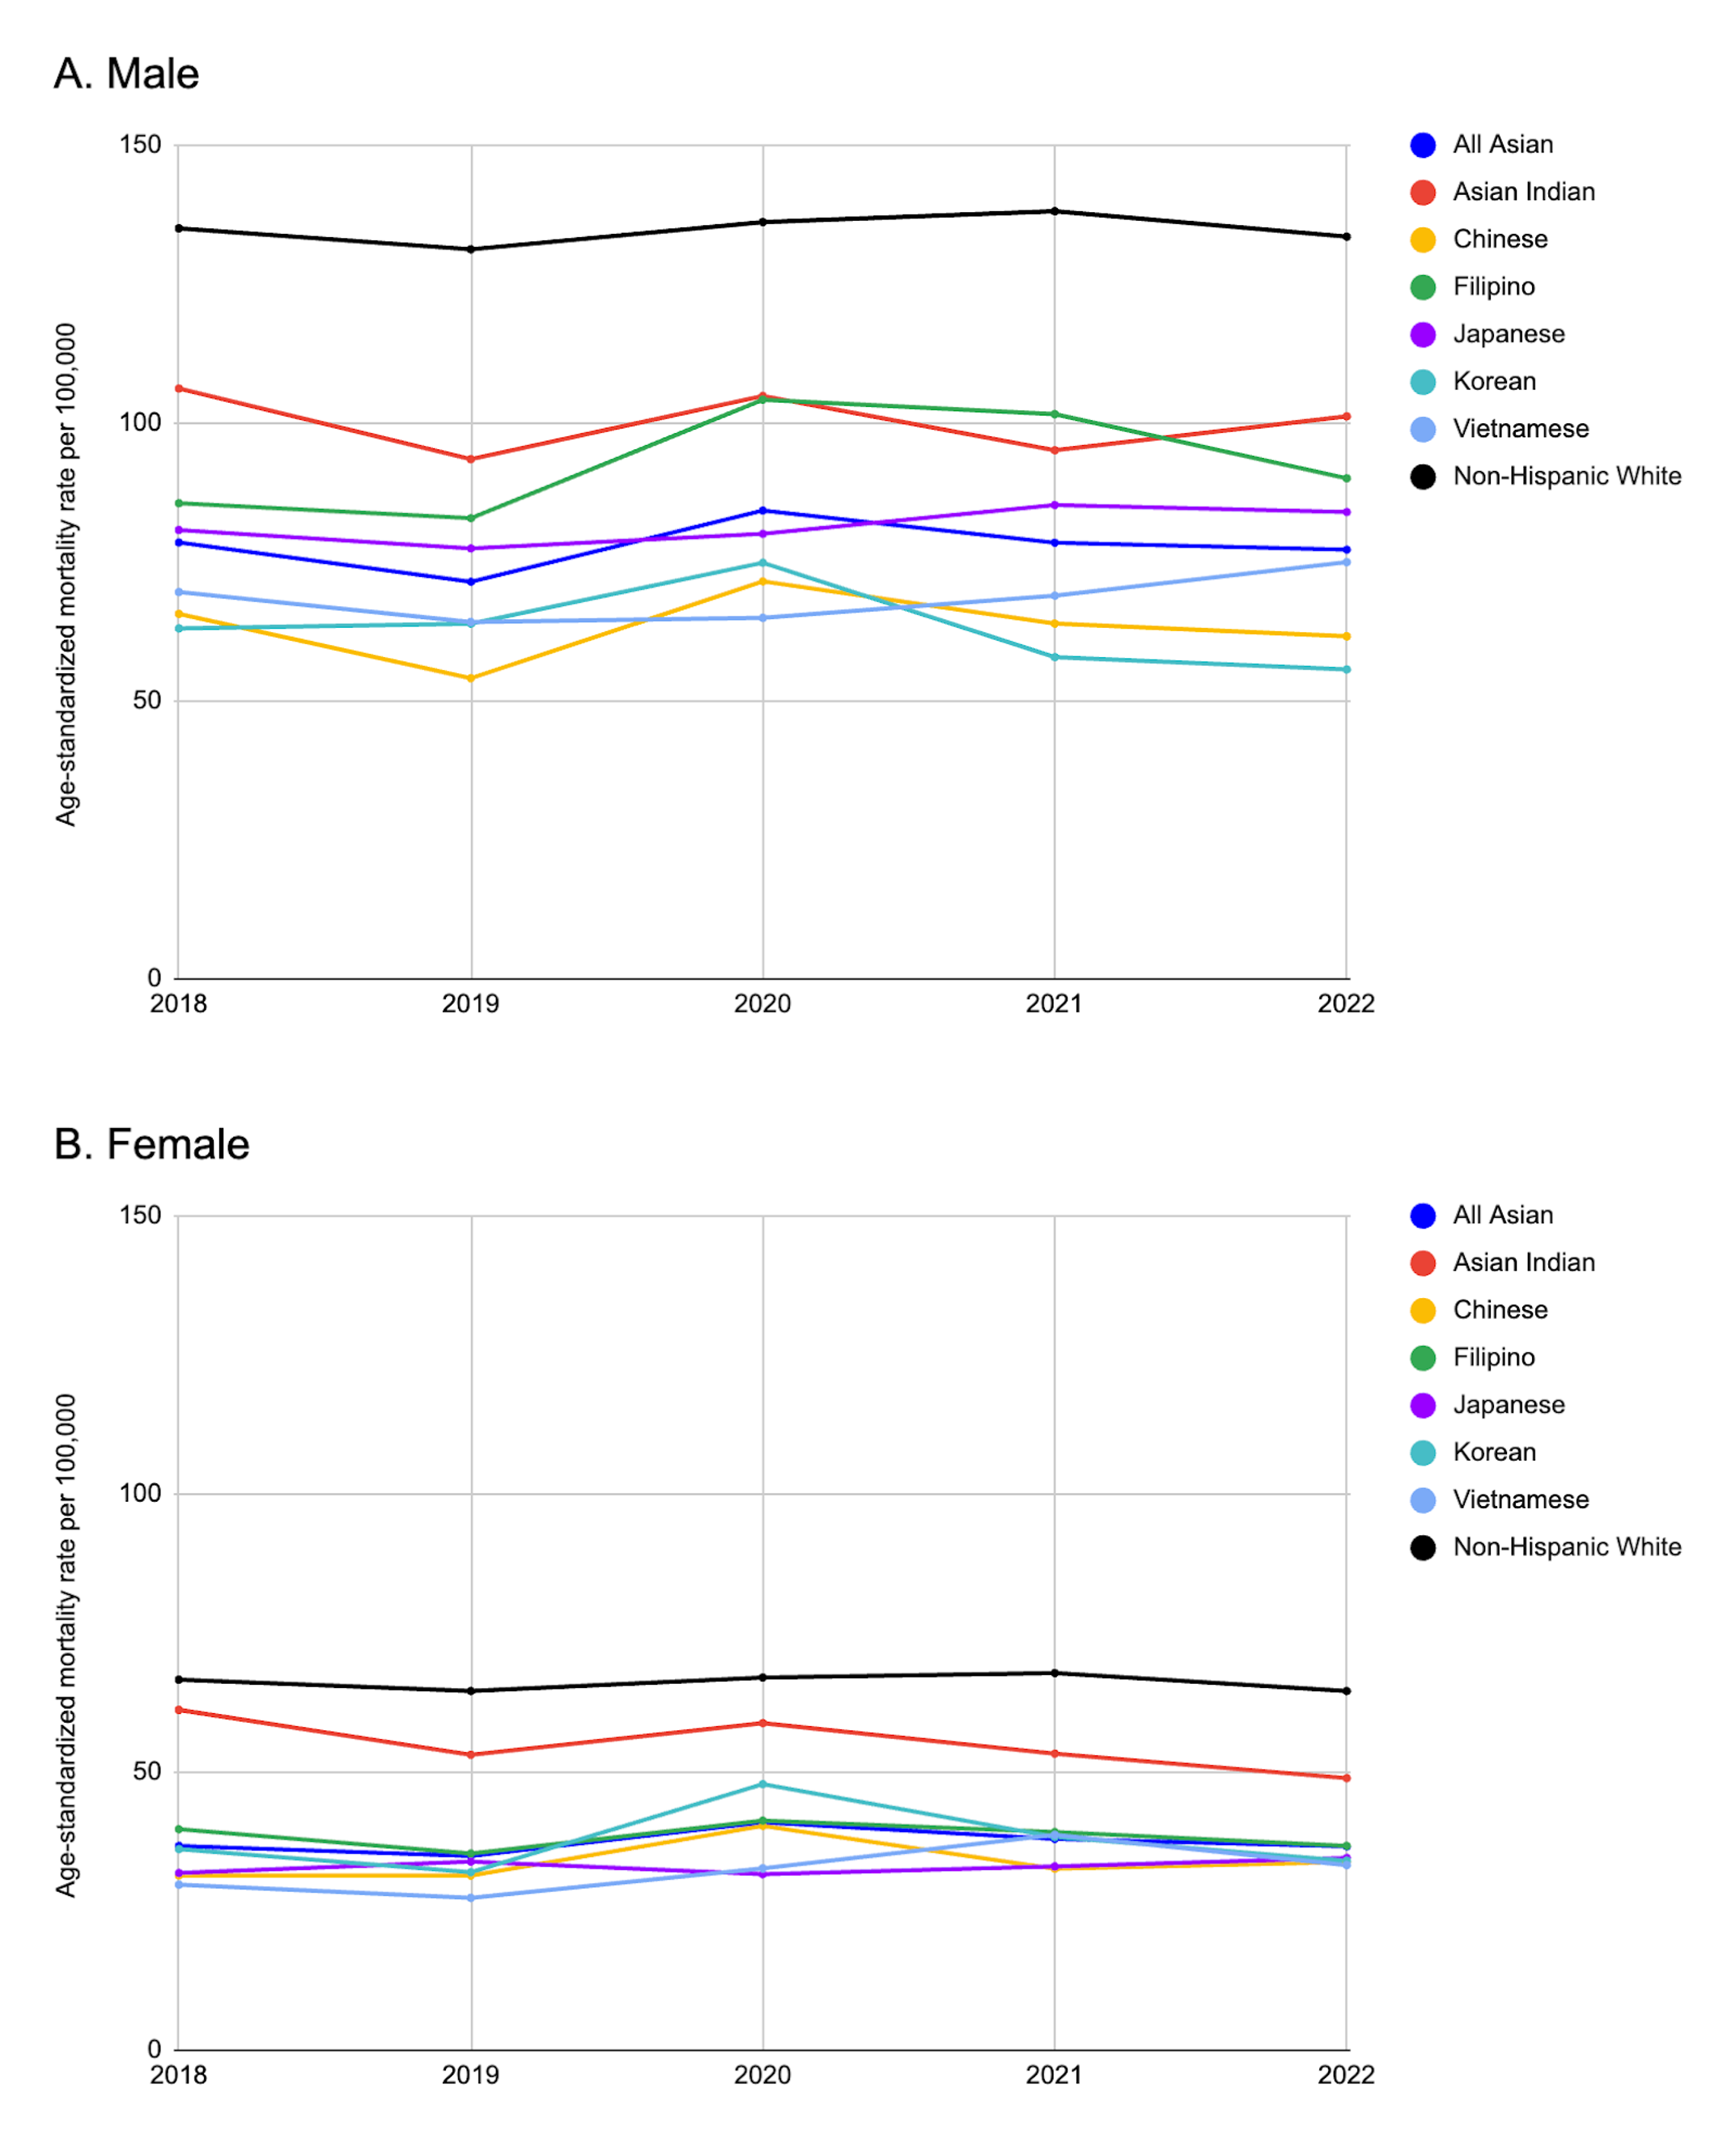 A. Male
150
100
50
0
Age-standardized mortality rate per 100,000
2018 2019 2020 2021 2022
All Asian
Asian Indian
Chinese
Filipino
Japanese
Korean
Vietnamese
Non-Hispanic White
B. Female
150
100
50
0
Age-standardized mortality rate per 100,000
2018 2019 2020 2021 2022
All Asian
Asian Indian
Chinese
Filipino
Japanese
Korean
Vietnamese
Non-Hispanic White